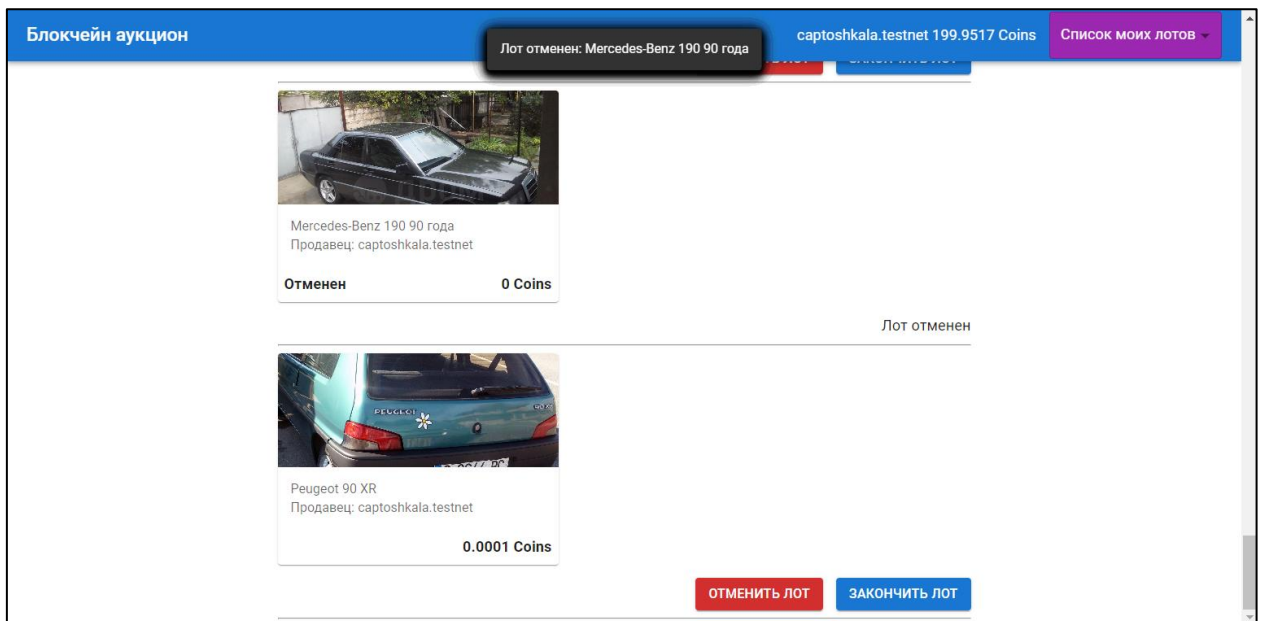 Блокчейн аукцион
Лот отменен: Mercedes-Benz 190 90 года
captoshkala.testnet 199.9517 Coins
Список моих лотов
Mercedes-Benz 190 90 года
Продавец: captoshkala.testnet
Отменен
0 Coins
Лот отменен
PEUGEOT
Peugeot 90 XR
Продавец: captoshkala.testnet
0.0001 Coins
ОТМЕНИТЬ ЛОТ
ЗАКОНЧИТЬ ЛОТ